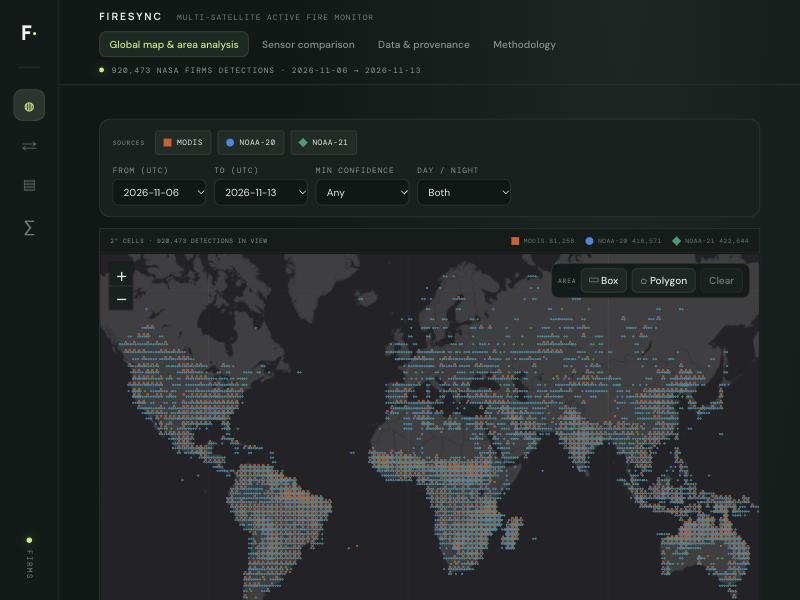 F·
FIRESYNC MULTI-SATELLITE ACTIVE FIRE MONITOR
Global map & area analysis Sensor comparison Data & provenance Methodology
920,473 NASA FIRMS DETECTIONS · 2026-11-06 → 2026-11-13
SOURCES MODIS NOAA-20 NOAA-21
FROM (UTC) TO (UTC) MIN CONFIDENCE DAY / NIGHT
2026-11-06 2026-11-13 Any Both
2° CELLS · 920,473 DETECTIONS IN VIEW MODIS 81,258 NOAA-20 416,571 NOAA-21 422,644
+
−
AREA Box Polygon Clear
FIRMS